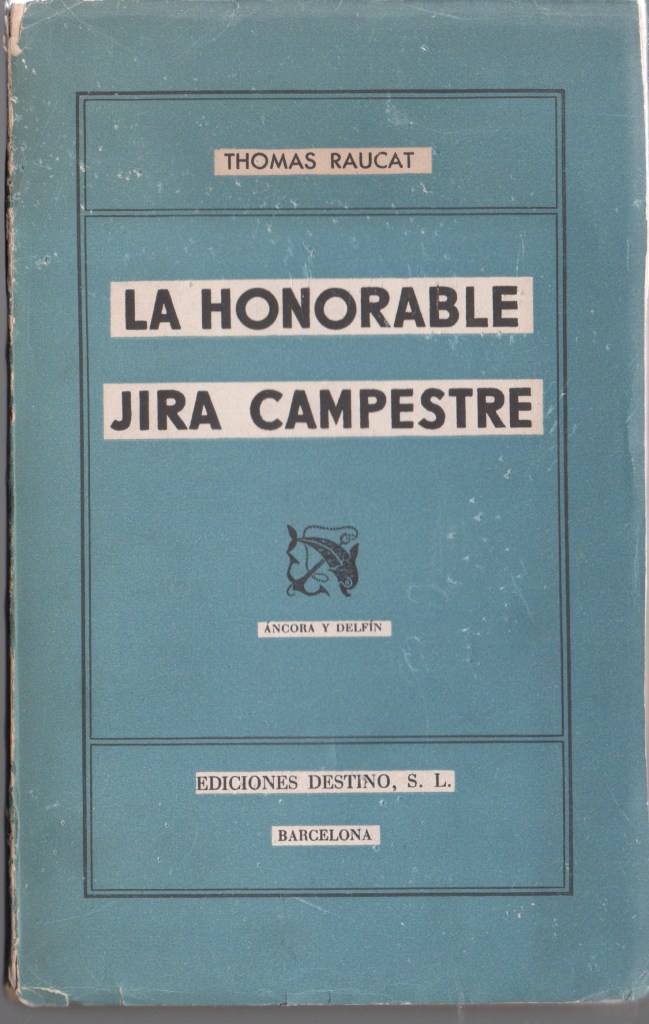 THOMAS RAUCAT
LA HONORABLE
JIRA CAMPESTRE
ÁNCORA Y DELFÍN
EDICIONES DESTINO, S. L.
BARCELONA